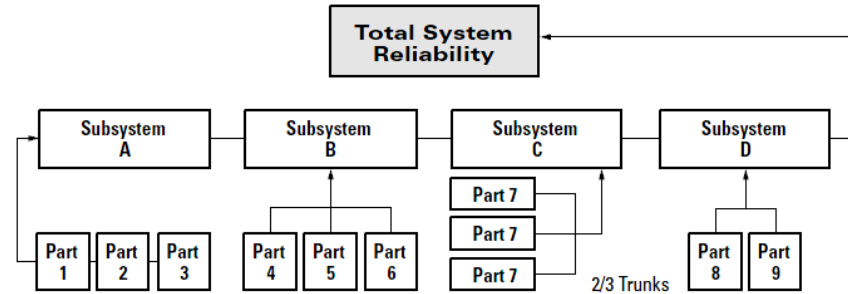 Total System
Reliability
Subsystem
A
Subsystem
B
Subsystem
C
Subsystem
D
Part 7
Part 7
Part 7
Part
1
Part
2
Part
3
Part
4
Part
5
Part
6
2/3 Trunks
Part
8
Part
9